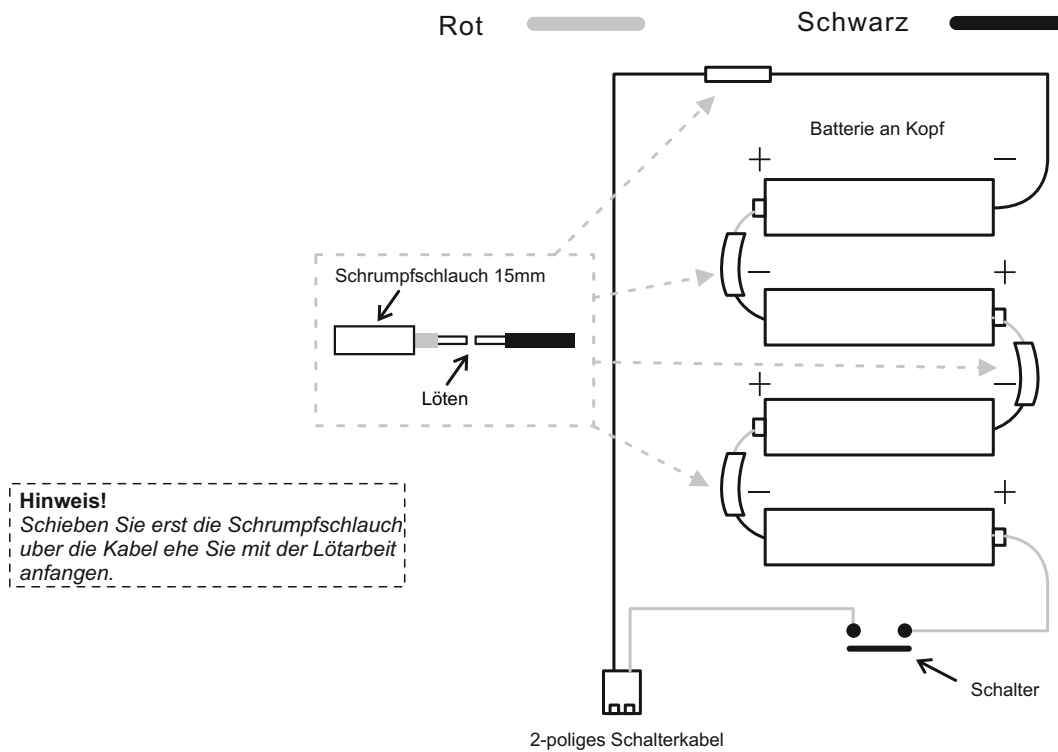 Rot
Schwarz
Batterie an Kopf
+ −
Schrumpfschlauch 15mm
− +
Löten
+ −
Hinweis!
Schieben Sie erst die Schrumpfschlauch
uber die Kabel ehe Sie mit der Lötarbeit
anfangen.
− +
Schalter
2-poliges Schalterkabel